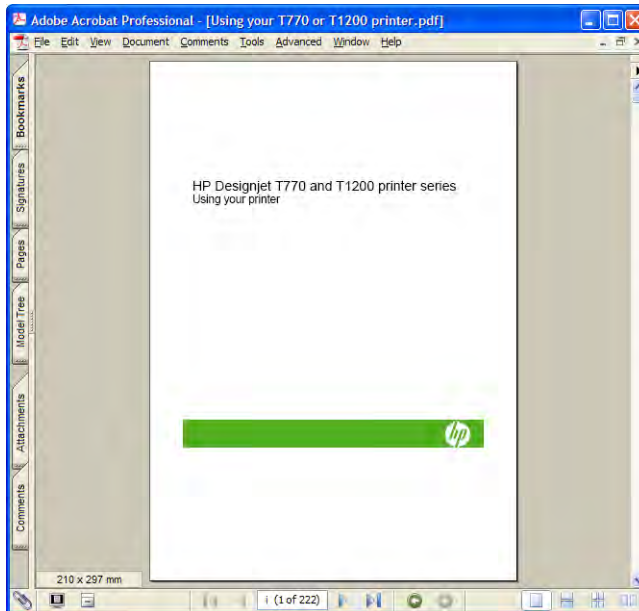 Adobe Acrobat Professional - [Using your T770 or T1200 printer.pdf]
File Edit View Document Comments Tools Advanced Window Help
Bookmarks
Signatures
Pages
Model Tree
Attachments
Comments
HP Designjet T770 and T1200 printer series
Using your printer
hp
210 x 297 mm
i (1 of 222)